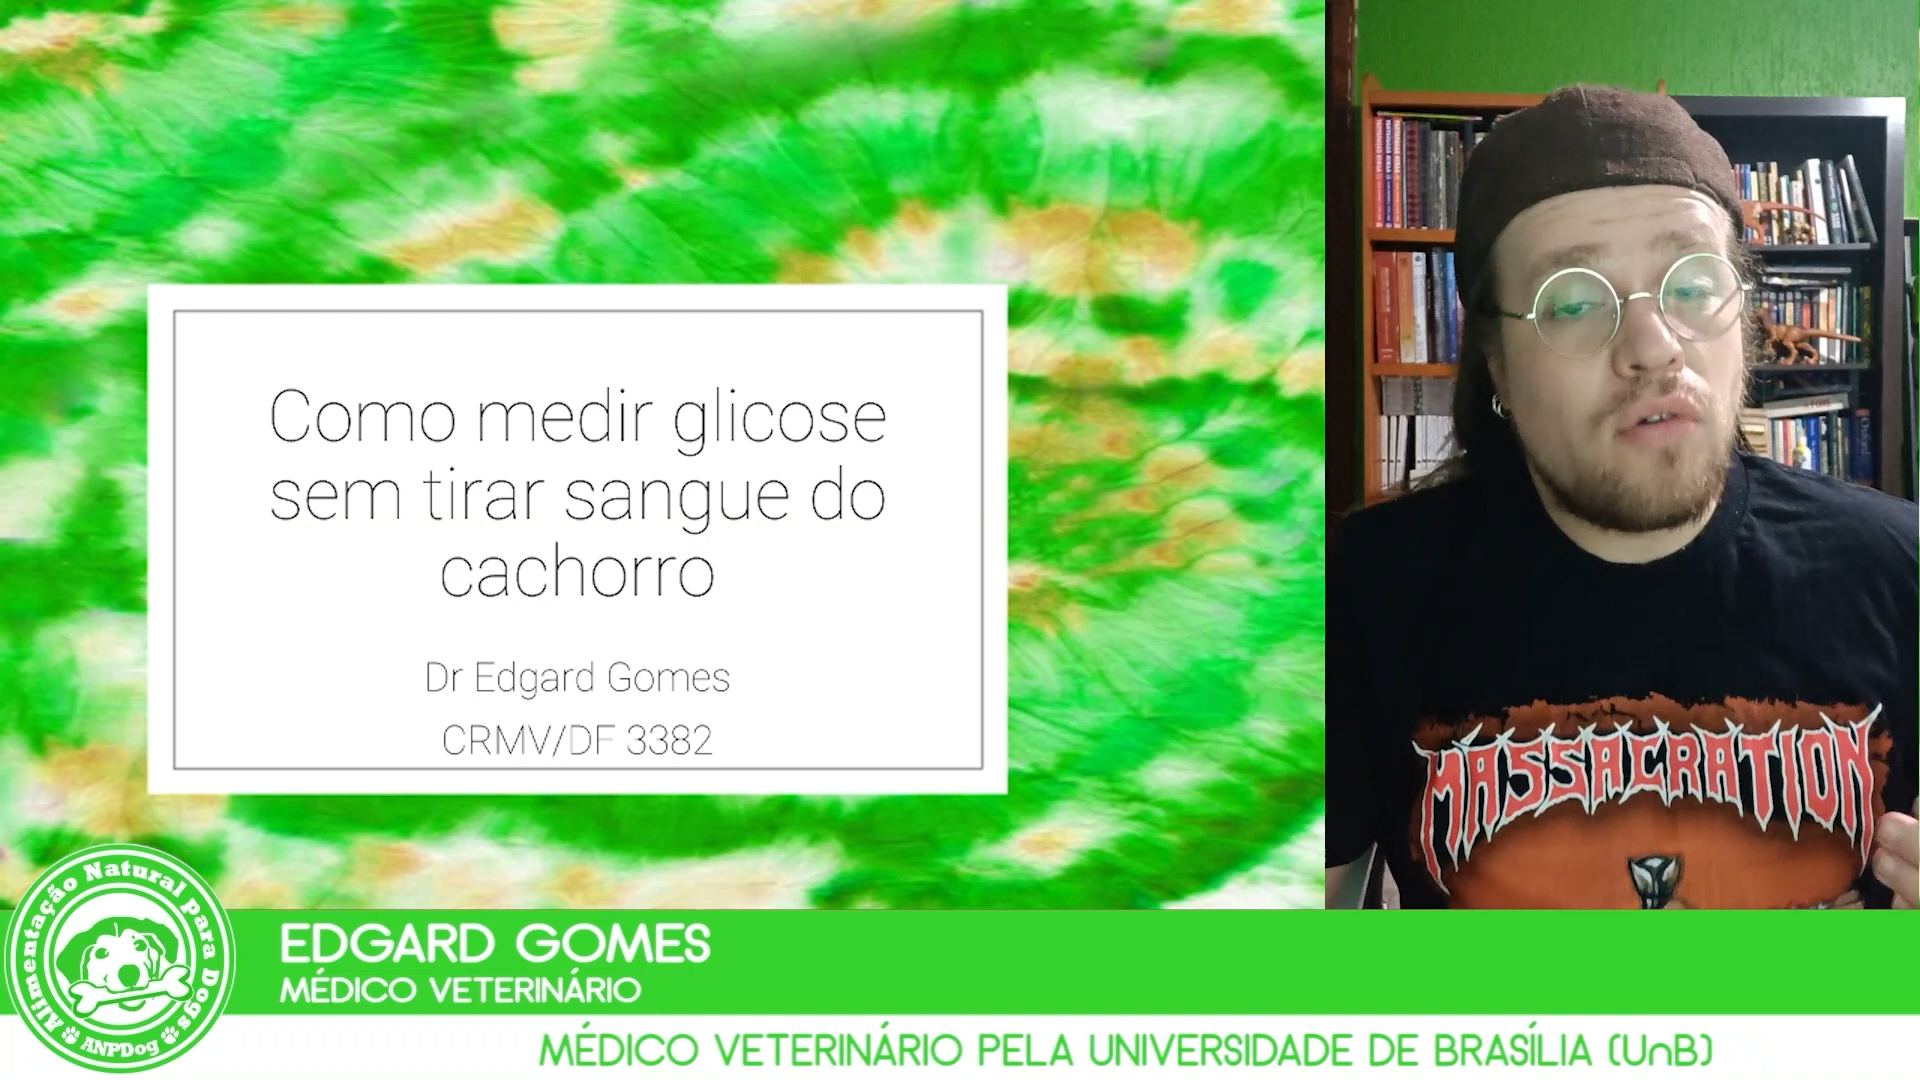 Como medir glicose
sem tirar sangue do
cachorro
Dr Edgard Gomes
CRMV/DF 3382
MASSACRATION
Alimentação Natural Para Dogs
ANPDog
EDGARD GOMES
MÉDICO VETERINÁRIO
MÉDICO VETERINÁRIO PELA UNIVERSIDADE DE BRASÍLIA (UnB)